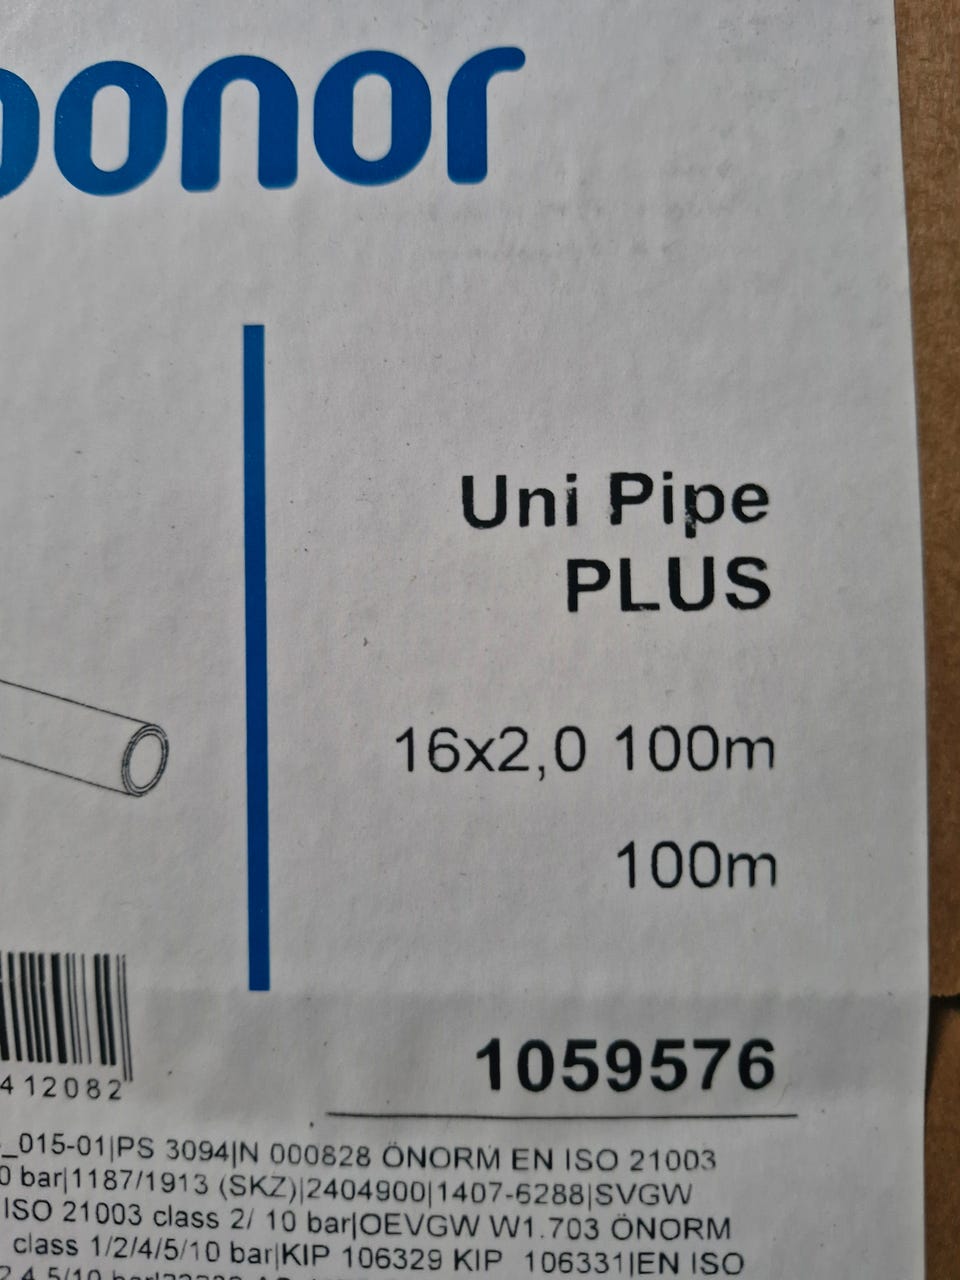 ponor
Uni Pipe
PLUS
16x2,0 100m
100m
412082
1059576
_015-01|PS 3094|N 000828 ÖNORM EN ISO 21003
0 bar|1187/1913 (SKZ)|2404900|1407-6288|SVGW
ISO 21003 class 2/ 10 bar|OEVGW W1.703 ÖNORM
class 1/2/4/5/10 bar|KIP 106329 KIP 106331|EN ISO